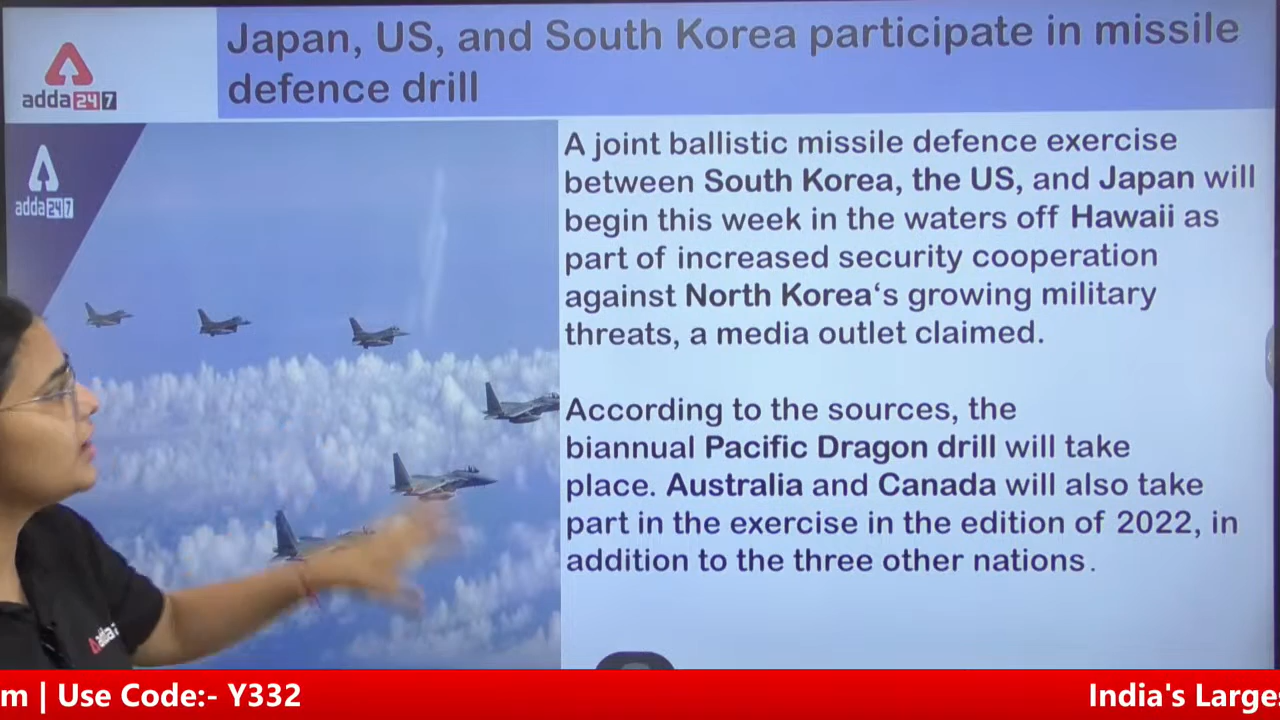 Japan, US, and South Korea participate in missile
defence drill
adda247
adda247
A joint ballistic missile defence exercise
between South Korea, the US, and Japan will
begin this week in the waters off Hawaii as
part of increased security cooperation
against North Korea‘s growing military
threats, a media outlet claimed.
According to the sources, the
biannual Pacific Dragon drill will take
place. Australia and Canada will also take
part in the exercise in the edition of 2022, in
addition to the three other nations.
m | Use Code:- Y332
India's Large